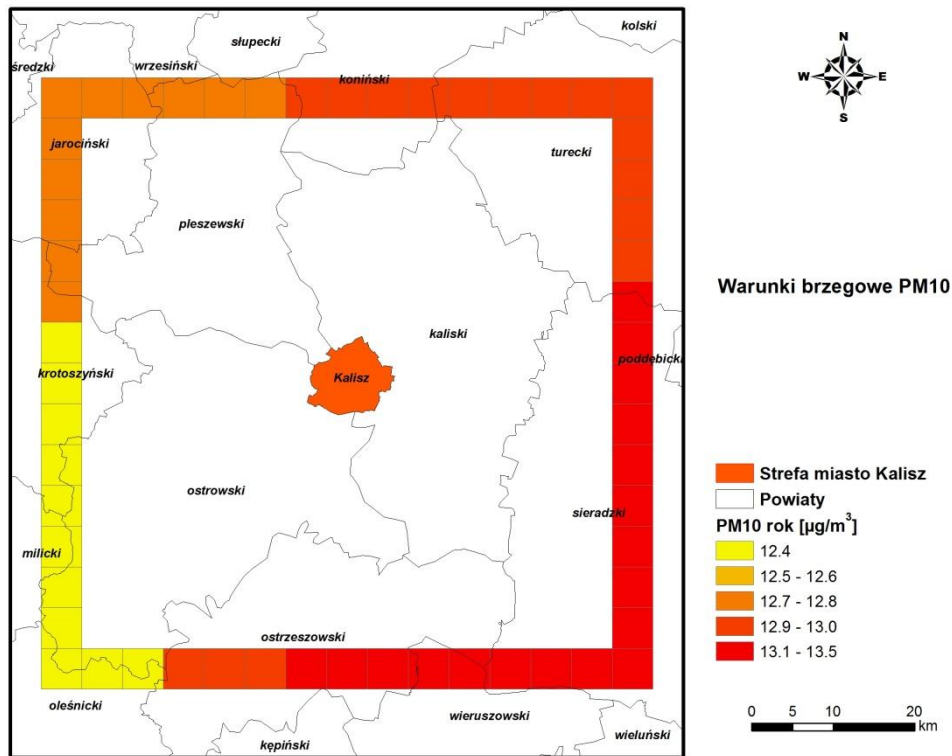 słupecki
kolski
średzki
wrzesiński
koniński
N
W E
S
jarociński
turecki
pleszewski
Warunki brzegowe PM10
kaliski
poddębicki
krotoszyński
Kalisz
Strefa miasto Kalisz
ostrowski
Powiaty
sieradzki
PM10 rok [µg/m³]
milicki
12.4
12.5 - 12.6
12.7 - 12.8
ostrzeszowski
12.9 - 13.0
13.1 - 13.5
oleśnicki
wieruszowski
0 5 10 20
km
wieluński
kępiński